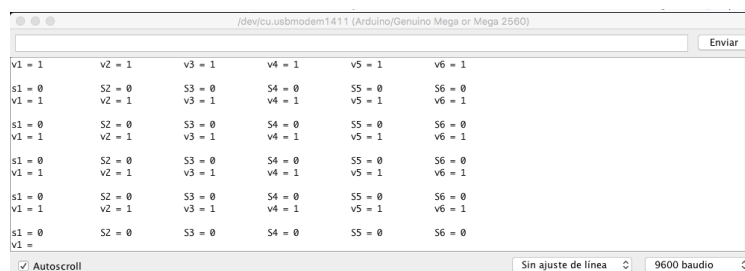 /dev/cu.usbmodem1411 (Arduino/Genuino Mega or Mega 2560)
Enviar
v1 = 1 v2 = 1 v3 = 1 v4 = 1 v5 = 1 v6 = 1
s1 = 0 S2 = 0 S3 = 0 S4 = 0 S5 = 0 S6 = 0
v1 = 1 v2 = 1 v3 = 1 v4 = 1 v5 = 1 v6 = 1
s1 = 0 S2 = 0 S3 = 0 S4 = 0 S5 = 0 S6 = 0
v1 = 1 v2 = 1 v3 = 1 v4 = 1 v5 = 1 v6 = 1
s1 = 0 S2 = 0 S3 = 0 S4 = 0 S5 = 0 S6 = 0
v1 = 1 v2 = 1 v3 = 1 v4 = 1 v5 = 1 v6 = 1
s1 = 0 S2 = 0 S3 = 0 S4 = 0 S5 = 0 S6 = 0
v1 = 1 v2 = 1 v3 = 1 v4 = 1 v5 = 1 v6 = 1
s1 = 0 S2 = 0 S3 = 0 S4 = 0 S5 = 0 S6 = 0
v1 =
Autoscroll Sin ajuste de línea 9600 baudio